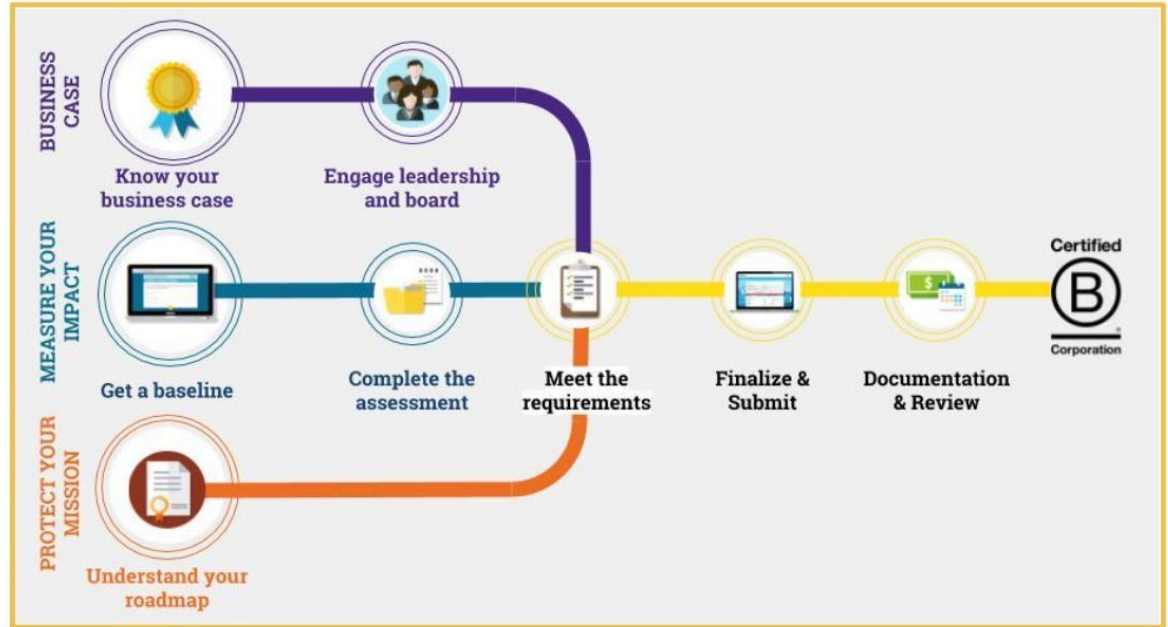 BUSINESS
CASE
Know your
business case
Engage leadership
and board
MEASURE YOUR
IMPACT
Get a baseline
Complete the
assessment
Meet the
requirements
Finalize &
Submit
Documentation
& Review
Certified
B
®
Corporation
PROTECT YOUR
MISSION
Understand your
roadmap